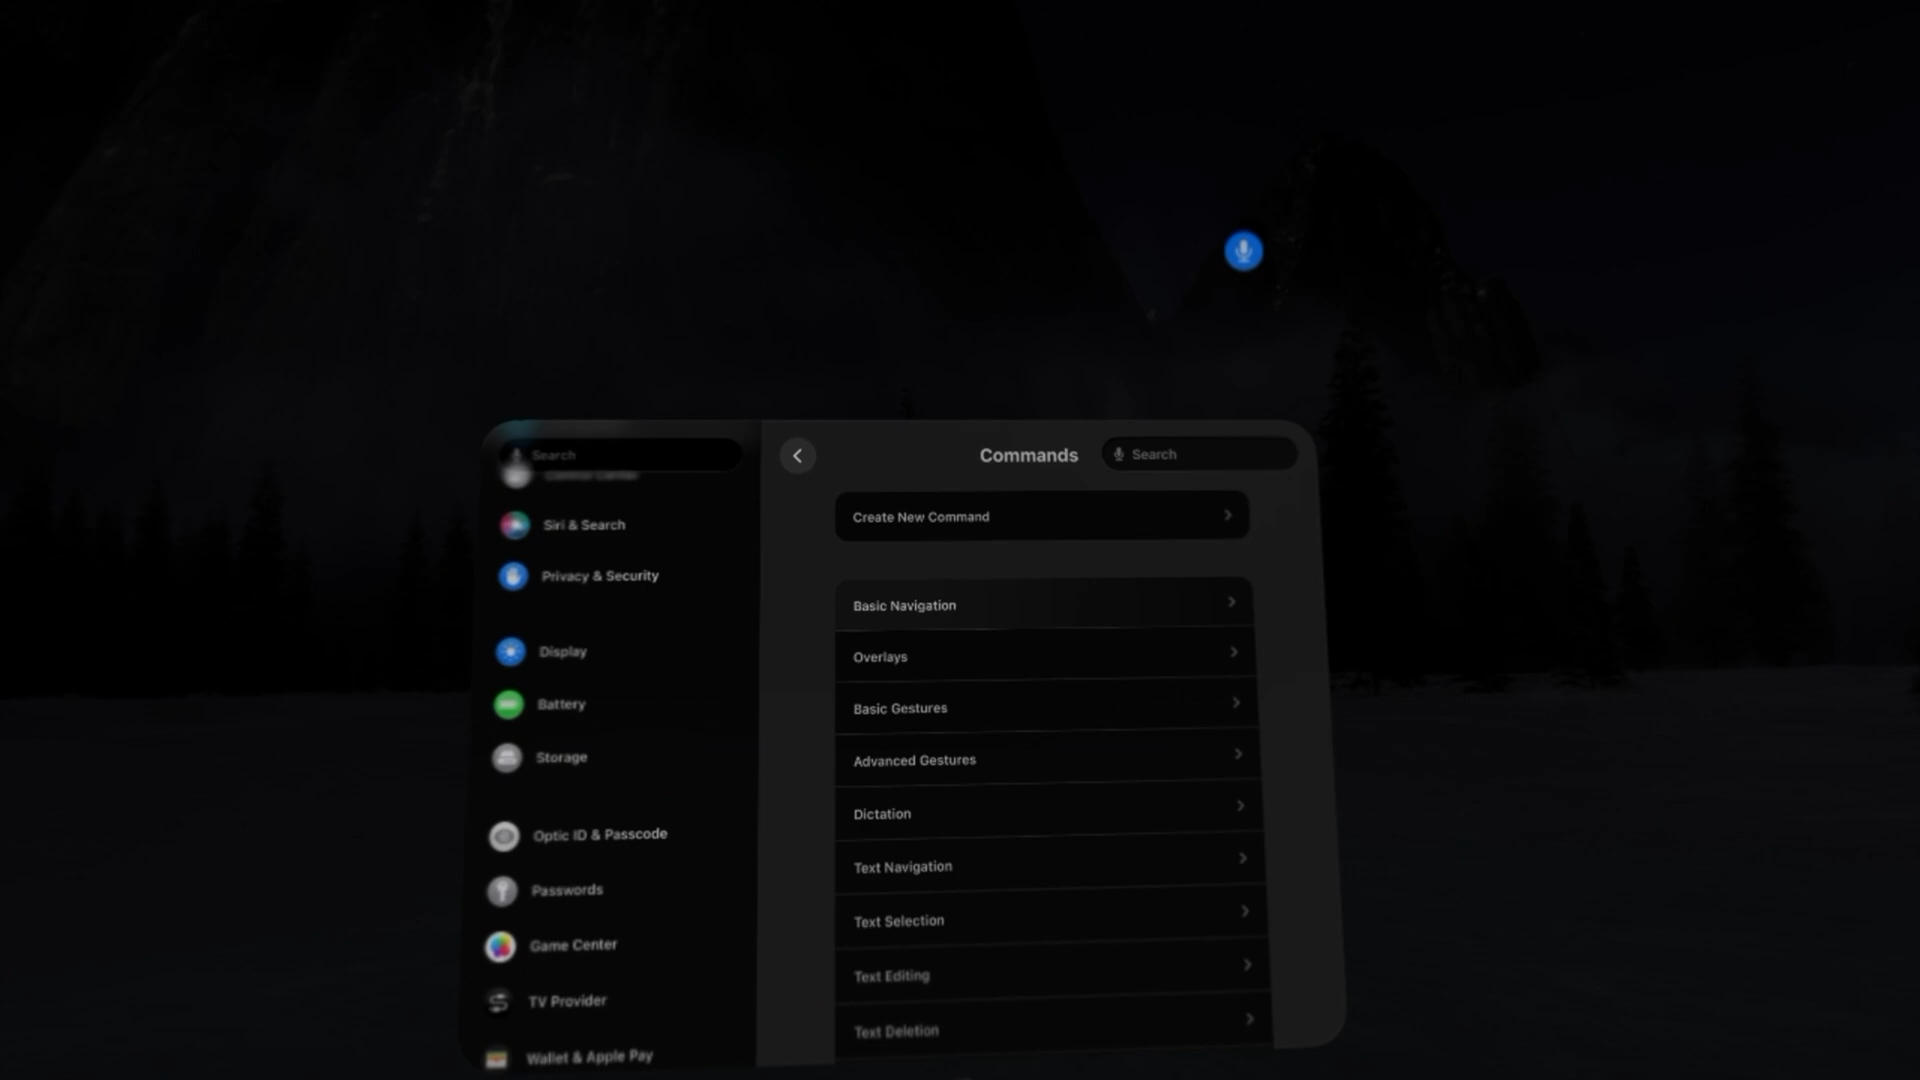 Search
Control Center
Siri & Search
Privacy & Security
Display
Battery
Storage
Optic ID & Passcode
Passwords
Game Center
TV Provider
Wallet & Apple Pay
Commands
Search
Create New Command
Basic Navigation
Overlays
Basic Gestures
Advanced Gestures
Dictation
Text Navigation
Text Selection
Text Editing
Text Deletion